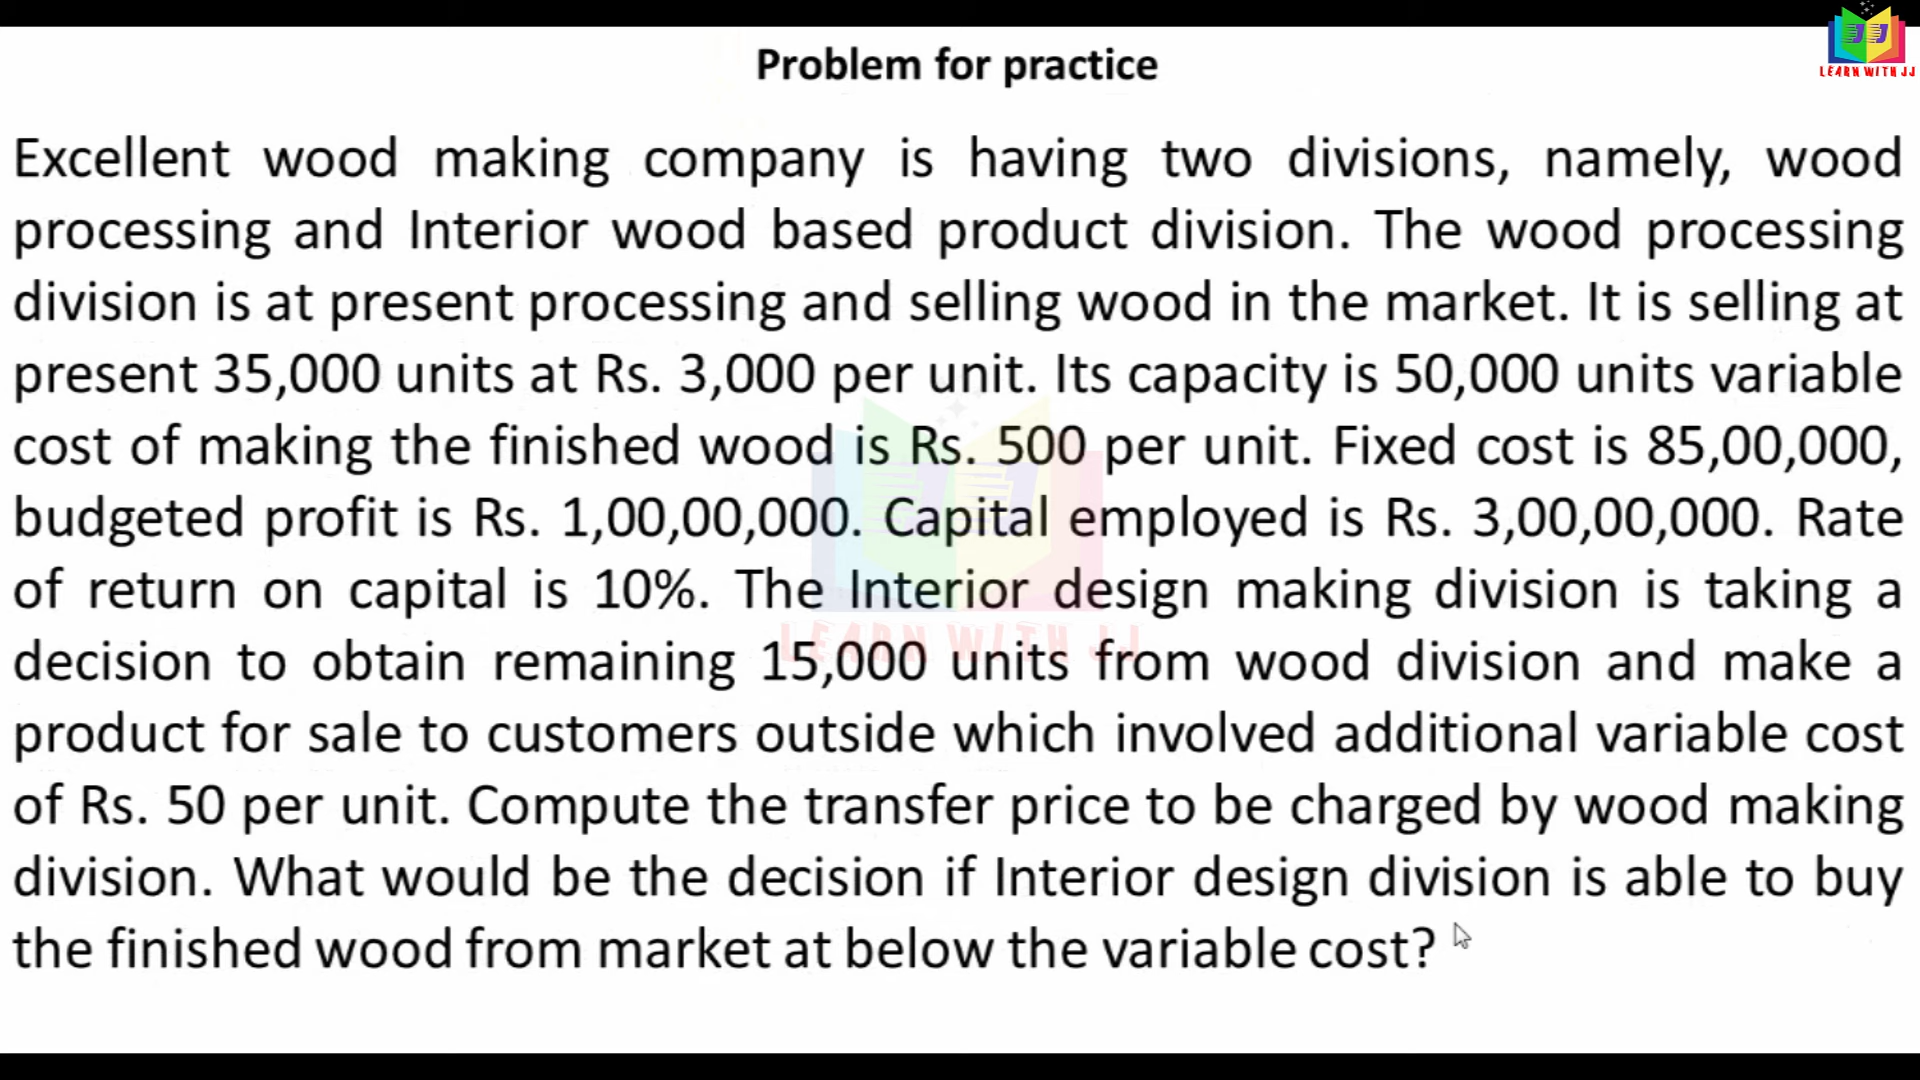 LEARN WITH JJ
Problem for practice
Excellent wood making company is having two divisions, namely, wood
processing and Interior wood based product division. The wood processing
division is at present processing and selling wood in the market. It is selling at
present 35,000 units at Rs. 3,000 per unit. Its capacity is 50,000 units variable
cost of making the finished wood is Rs. 500 per unit. Fixed cost is 85,00,000,
budgeted profit is Rs. 1,00,00,000. Capital employed is Rs. 3,00,00,000. Rate
of return on capital is 10%. The Interior design making division is taking a
LEARN WITH JJ
decision to obtain remaining 15,000 units from wood division and make a
product for sale to customers outside which involved additional variable cost
of Rs. 50 per unit. Compute the transfer price to be charged by wood making
division. What would be the decision if Interior design division is able to buy
the finished wood from market at below the variable cost?